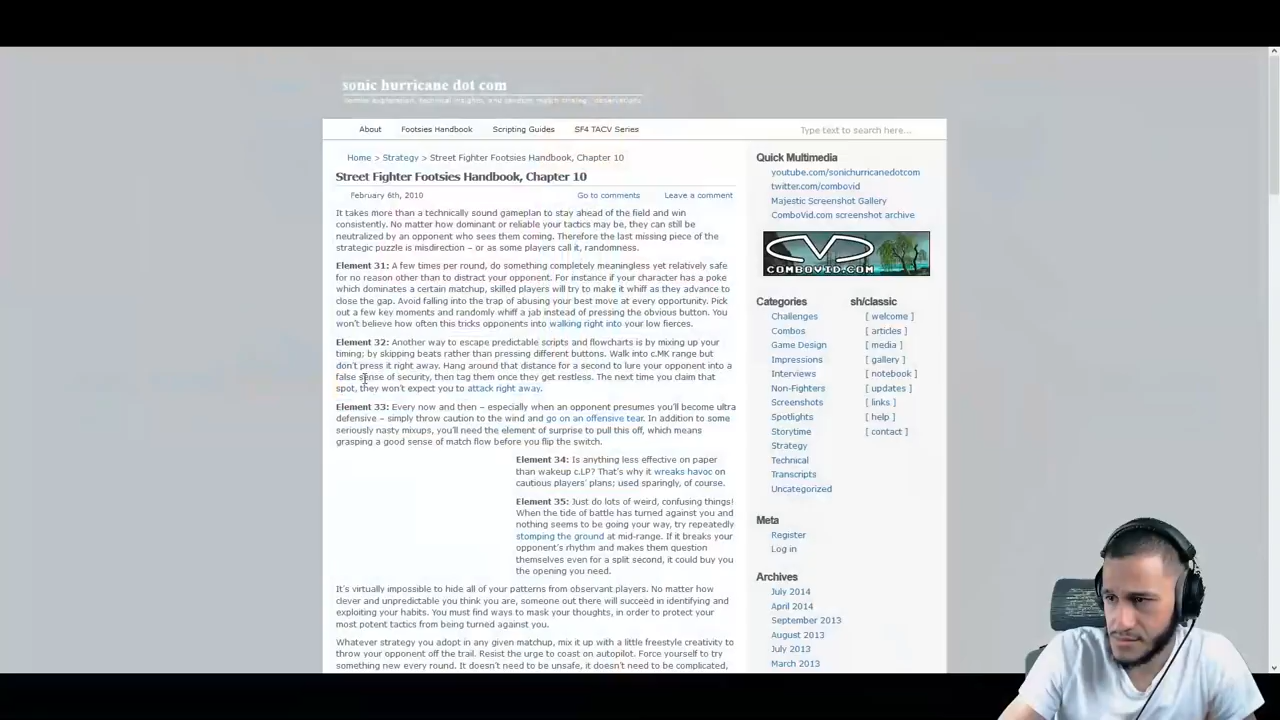 sonic hurricane dot com
About Footsies Handbook Scripting Guides SF4 TACV Series
Type text to search here...
Home > Strategy > Street Fighter Footsies Handbook, Chapter 10
Street Fighter Footsies Handbook, Chapter 10
February 6th, 2010 Go to comments Leave a comment
It takes more than a technically sound gameplan to stay ahead of the field and win
consistently. No matter how dominant or reliable your tactics may be, they can still be
neutralized by an opponent who sees them coming. Therefore the last missing piece of the
strategic puzzle is misdirection – or as some players call it, randomness.
Element 31: A few times per round, do something completely meaningless yet relatively safe
for no reason other than to distract your opponent. For instance if your character has a poke
which dominates a certain matchup, skilled players will try to make it whiff as they advance to
close the gap. Avoid falling into the trap of abusing your best move at every opportunity. Pick
out a few key moments and randomly whiff a jab instead of pressing the obvious button. You
won't believe how often this tricks opponents into walking right into your low fierces.
Element 32: Another way to escape predictable scripts and flowcharts is by mixing up your
timing; by skipping beats rather than pressing different buttons. Walk into c.MK range but
don't press it right away. Hang around that distance for a second to lure your opponent into a
false sense of security, then tag them once they get restless. The next time you claim that
spot, they won't expect you to attack right away.
Element 33: Every now and then – especially when an opponent presumes you'll become ultra
defensive – simply throw caution to the wind and go on an offensive tear. In addition to some
seriously nasty mixups, you'll need the element of surprise to pull this off, which means
grasping a good sense of match flow before you flip the switch.
Element 34: Is anything less effective on paper
than wakeup c.LP? That's why it wreaks havoc on
cautious players' plans; used sparingly, of course.
Element 35: Just do lots of weird, confusing things!
When the tide of battle has turned against you and
nothing seems to be going your way, try repeatedly
stomping the ground at mid-range. If it breaks your
opponent's rhythm and makes them question
themselves even for a split second, it could buy you
the opening you need.
It's virtually impossible to hide all of your patterns from observant players. No matter how
clever and unpredictable you think you are, someone out there will succeed in identifying and
exploiting your habits. You must find ways to mask your thoughts, in order to protect your
most potent tactics from being turned against you.
Whatever strategy you adopt in any given matchup, mix it up with a little freestyle creativity to
throw your opponent off the trail. Resist the urge to coast on autopilot. Force yourself to try
something new every round. It doesn't need to be unsafe, it doesn't need to be complicated,
Quick Multimedia
youtube.com/sonichurricanedotcom
twitter.com/combovid
Majestic Screenshot Gallery
ComboVid.com screenshot archive
COMBOVID.COM
Categories
Challenges
Combos
Game Design
Impressions
Interviews
Non-Fighters
Screenshots
Spotlights
Storytime
Strategy
Technical
Transcripts
Uncategorized
sh/classic
[ welcome ]
[ articles ]
[ media ]
[ gallery ]
[ notebook ]
[ updates ]
[ links ]
[ help ]
[ contact ]
Meta
Register
Log in
Archives
July 2014
April 2014
September 2013
August 2013
July 2013
March 2013